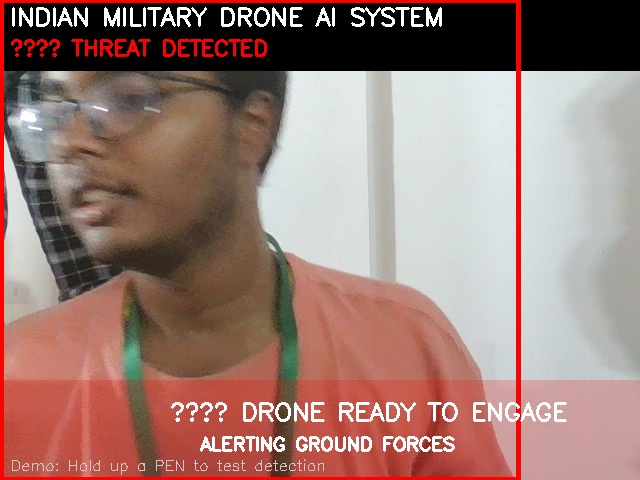 INDIAN MILITARY DRONE AI SYSTEM
???? THREAT DETECTED
???? DRONE READY TO ENGAGE
ALERTING GROUND FORCES
Demo: Hold up a PEN to test detection